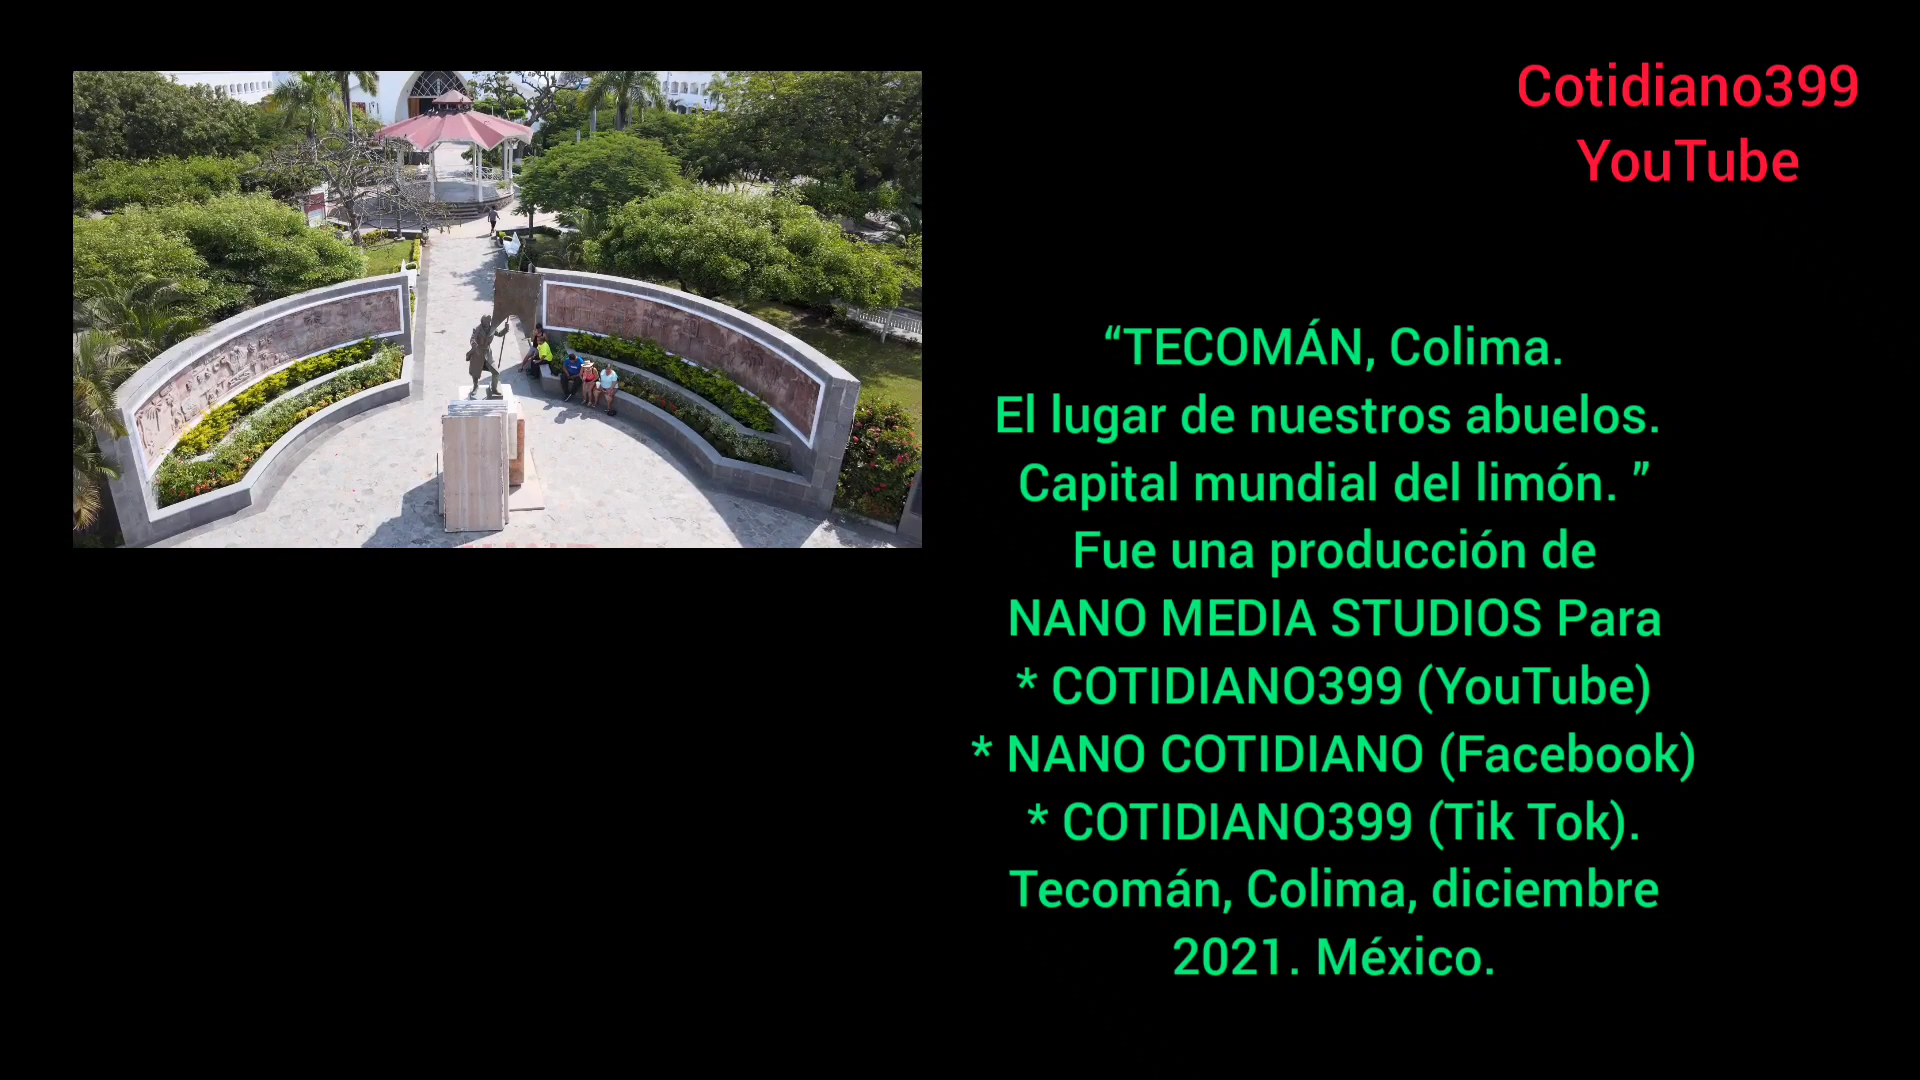 Cotidiano399
YouTube
“TECOMÁN, Colima.
El lugar de nuestros abuelos.
Capital mundial del limón. ”
Fue una producción de
NANO MEDIA STUDIOS Para
* COTIDIANO399 (YouTube)
* NANO COTIDIANO (Facebook)
* COTIDIANO399 (Tik Tok).
Tecomán, Colima, diciembre
2021. México.